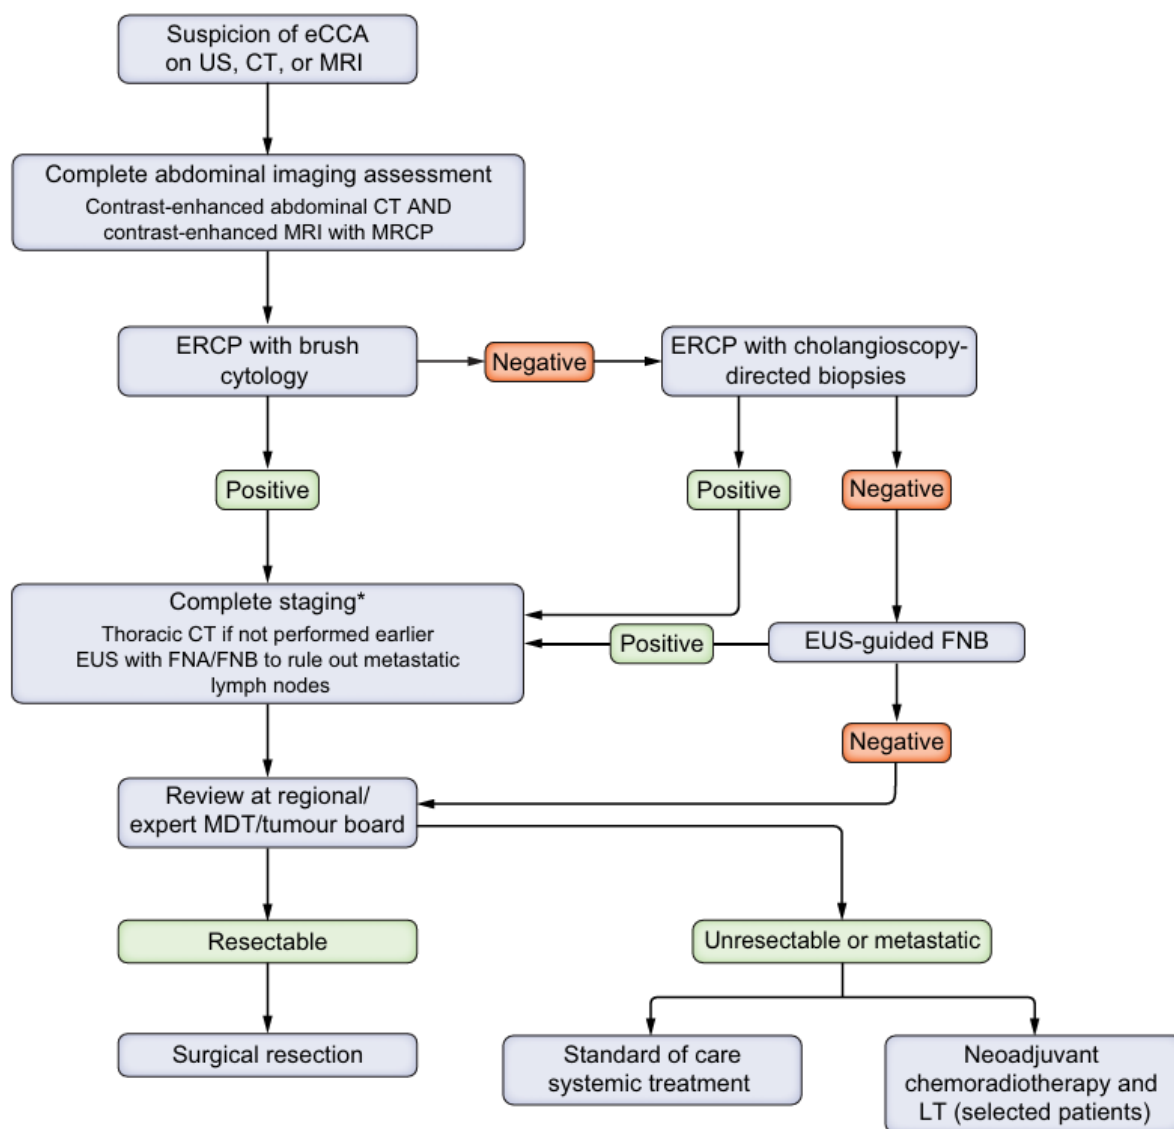 Suspicion of eCCA
on US, CT, or MRI
Complete abdominal imaging assessment
Contrast-enhanced abdominal CT AND
contrast-enhanced MRI with MRCP
ERCP with brush
cytology
Negative
ERCP with cholangioscopy-
directed biopsies
Positive
Positive
Negative
Complete staging*
Thoracic CT if not performed earlier
EUS with FNA/FNB to rule out metastatic
lymph nodes
Positive
EUS-guided FNB
Negative
Review at regional/
expert MDT/tumour board
Resectable
Unresectable or metastatic
Surgical resection
Standard of care
systemic treatment
Neoadjuvant
chemoradiotherapy and
LT (selected patients)